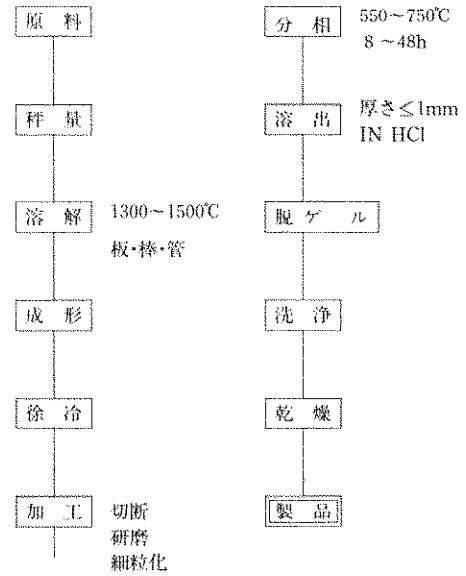 原料
秤量
溶解
1300~1500℃
板・棒・管
成形
徐冷
加工
切断
研磨
細粒化
分相
550~750℃
8~48h
溶出
厚さ≦1mm
IN HCl
脱ゲル
洗浄
乾燥
製品